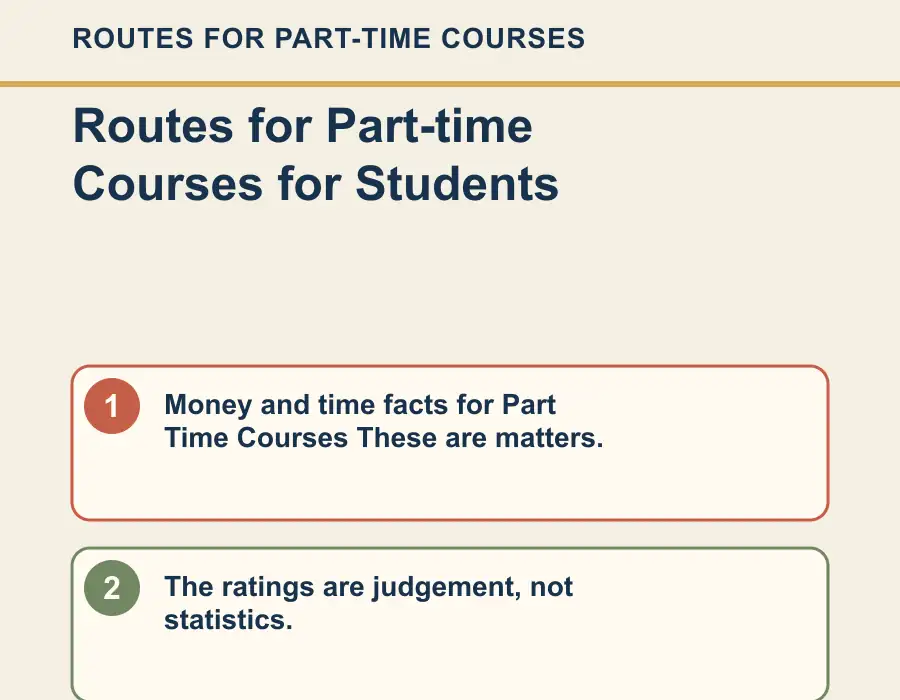 ROUTES FOR PART-TIME COURSES
Routes for Part-time
Courses for Students
1
Money and time facts for Part
Time Courses These are matters.
2
The ratings are judgement, not
statistics.